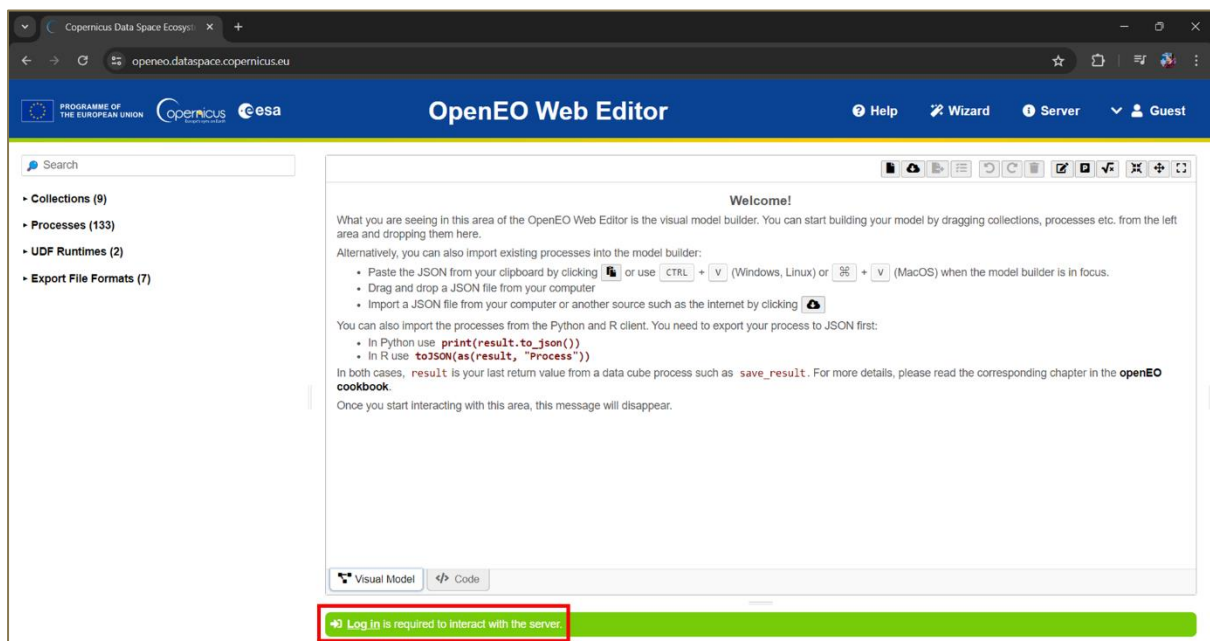 Copernicus Data Space Ecosyst
openeo.dataspace.copernicus.eu
PROGRAMME OF
THE EUROPEAN UNION
Copernicus
esa
OpenEO Web Editor
Help
Wizard
Server
Guest
Search
Collections (9)
Processes (133)
UDF Runtimes (2)
Export File Formats (7)
Welcome!
What you are seeing in this area of the OpenEO Web Editor is the visual model builder. You can start building your model by dragging collections, processes etc. from the left
area and dropping them here.
Alternatively, you can also import existing processes into the model builder:
• Paste the JSON from your clipboard by clicking or use CTRL + V (Windows, Linux) or ⌘ + V (MacOS) when the model builder is in focus.
• Drag and drop a JSON file from your computer
• Import a JSON file from your computer or another source such as the internet by clicking
You can also import the processes from the Python and R client. You need to export your process to JSON first:
• In Python use print(result.to_json())
• In R use toJSON(as(result, "Process"))
In both cases, result is your last return value from a data cube process such as save_result. For more details, please read the corresponding chapter in the openEO
cookbook.
Once you start interacting with this area, this message will disappear.
Visual Model
</> Code
Log in is required to interact with the server.